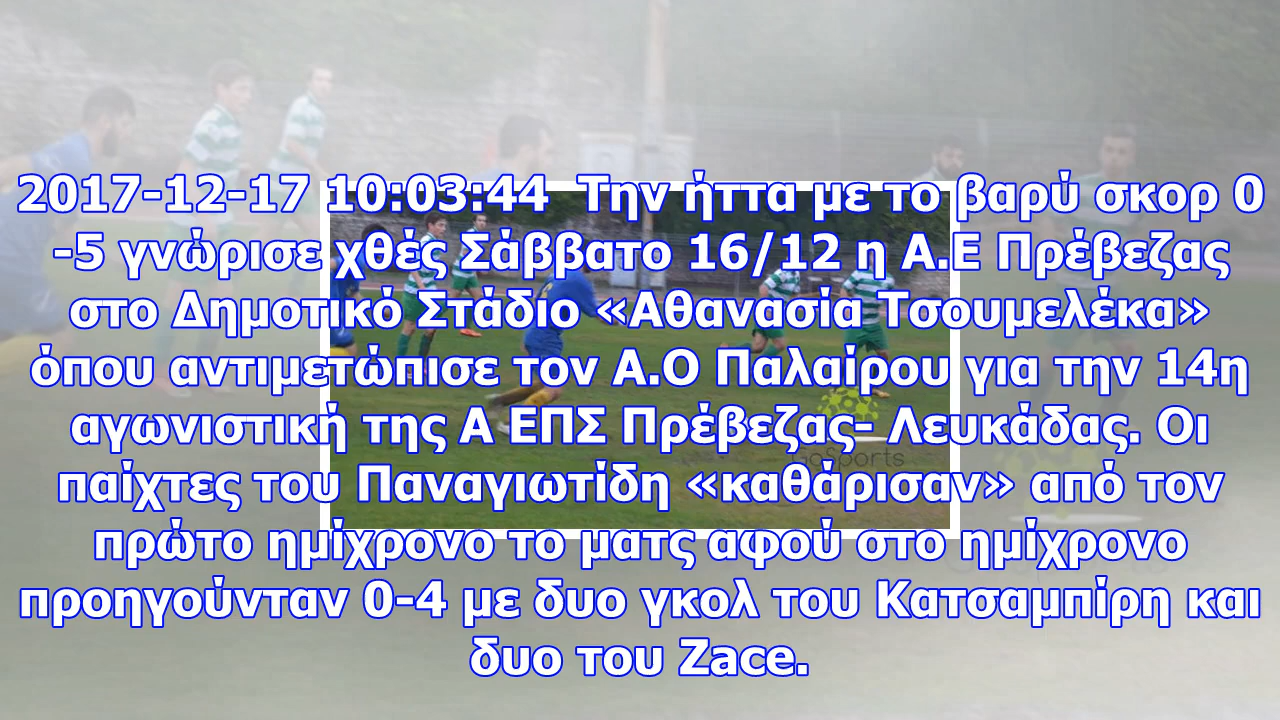 2017-12-17 10:03:44  Την ήττα με το βαρύ σκορ 0
-5 γνώρισε χθές Σάββατο 16/12 η Α.Ε Πρέβεζας
στο Δημοτικό Στάδιο «Αθανασία Τσουμελέκα»
όπου αντιμετώπισε τον Α.Ο Παλαίρου για την 14η
αγωνιστική της Α ΕΠΣ Πρέβεζας- Λευκάδας. Οι
παίχτες του Παναγιωτίδη «καθάρισαν» από τον
πρώτο ημίχρονο το ματς αφού στο ημίχρονο
προηγούνταν 0-4 με δυο γκολ του Κατσαμπίρη και
δυο του Zace.
GoSports